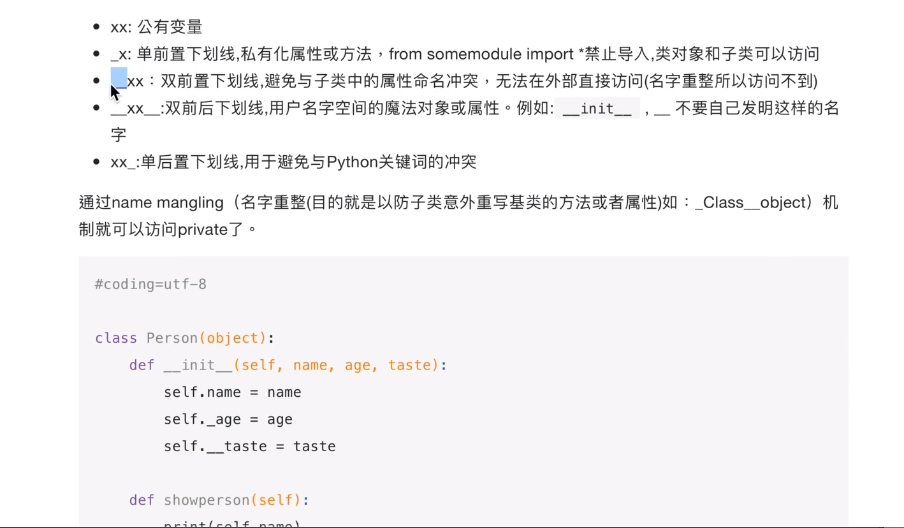 xx: 公有变量
_x: 单前置下划线,私有化属性或方法，from somemodule import *禁止导入,类对象和子类可以访问
__xx：双前置下划线,避免与子类中的属性命名冲突，无法在外部直接访问(名字重整所以访问不到)
__xx__:双前后下划线,用户名字空间的魔法对象或属性。例如: __init__ , __ 不要自己发明这样的名
字
xx_:单后置下划线,用于避免与Python关键词的冲突
通过name mangling（名字重整(目的就是以防子类意外重写基类的方法或者属性)如：_Class__object）机
制就可以访问private了。
#coding=utf-8
class Person(object):
def __init__(self, name, age, taste):
self.name = name
self._age = age
self.__taste = taste
def showperson(self):
print(self.name)